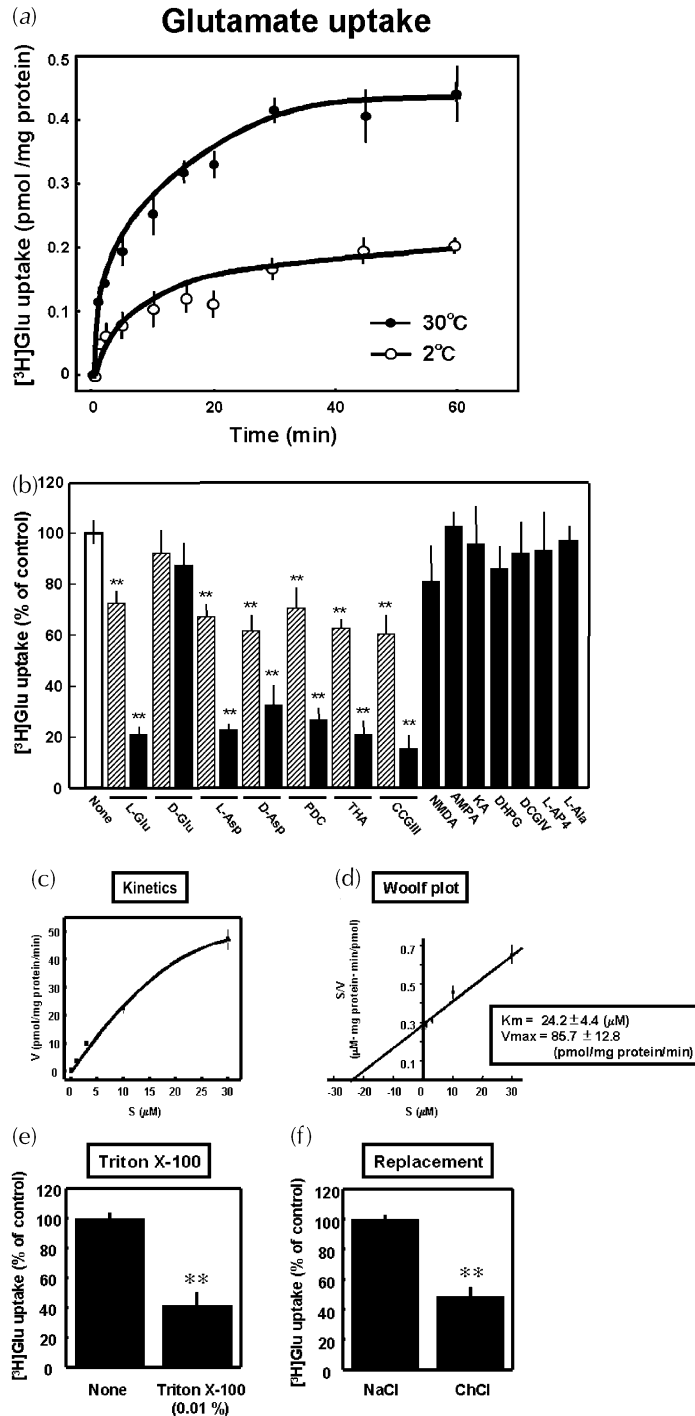 (a) Glutamate uptake
[³H]Glu uptake (pmol /mg protein)
0.5
0.4
0.3
0.2
0.1
0
30°C
2°C
0 20 40 60
Time (min)
(b)
[³H]Glu uptake (% of control)
120
100
80
60
40
20
0
** ** ** ** ** ** ** ** ** ** ** **
None L-Glu D-Glu L-Asp D-Asp PDC THA CCGIII NMDA AMPA KA DHPG DCGIV L-AP4 L-Ala
(c) Kinetics
V (pmol/mg protein/min)
50
40
30
20
10
0
0 5 10 15 20 25 30
S (μM)
(d) Woolf plot
S/V
(μM· mg protein· min/pmol)
0.7
0.5
0.3
0.1
-30 -20 -10 0 10 20 30
S (μM)
Km = 24.2±4.4 (μM)
Vmax = 85.7 ±12.8
(pmol/mg protein/min)
(e) Triton X-100
[³H]Glu uptake (% of control)
120
100
80
60
40
20
0
**
None Triton X-100
(0.01 %)
(f) Replacement
[³H]Glu uptake (% of control)
120
100
80
60
40
20
0
**
NaCl ChCl